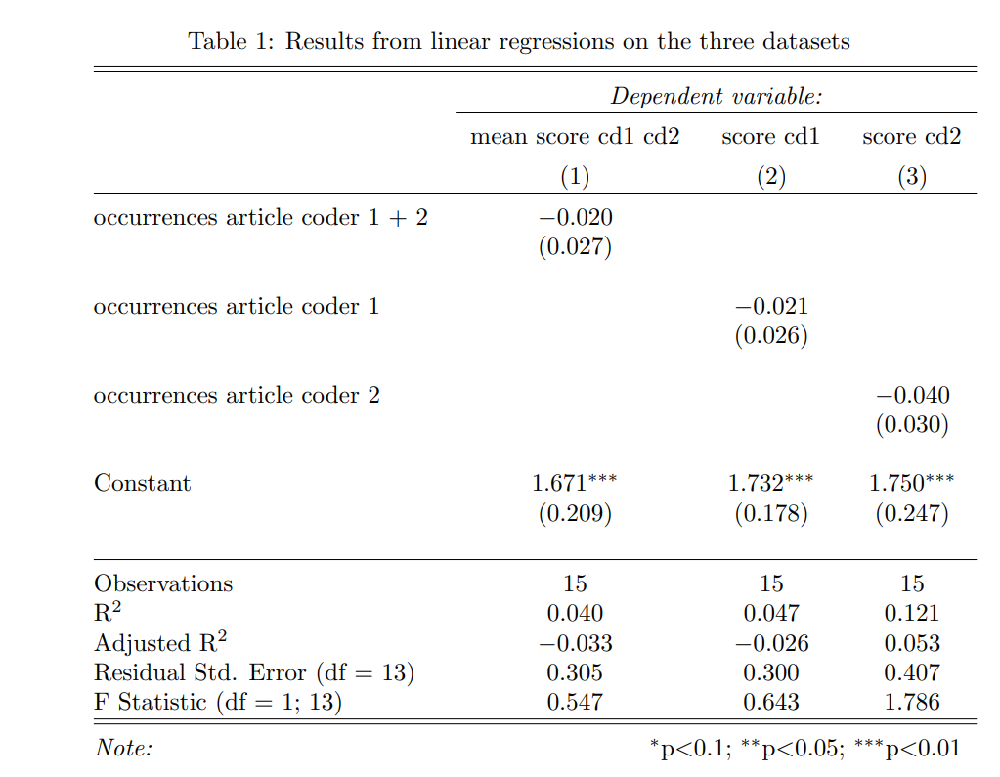 Table 1: Results from linear regressions on the three datasets
Dependent variable:
mean score cd1 cd2 score cd1 score cd2
(1) (2) (3)
occurrences article coder 1 + 2 −0.020
(0.027)
occurrences article coder 1 −0.021
(0.026)
occurrences article coder 2 −0.040
(0.030)
Constant 1.671*** 1.732*** 1.750***
(0.209) (0.178) (0.247)
Observations 15 15 15
R² 0.040 0.047 0.121
Adjusted R² −0.033 −0.026 0.053
Residual Std. Error (df = 13) 0.305 0.300 0.407
F Statistic (df = 1; 13) 0.547 0.643 1.786
Note: *p<0.1; **p<0.05; ***p<0.01